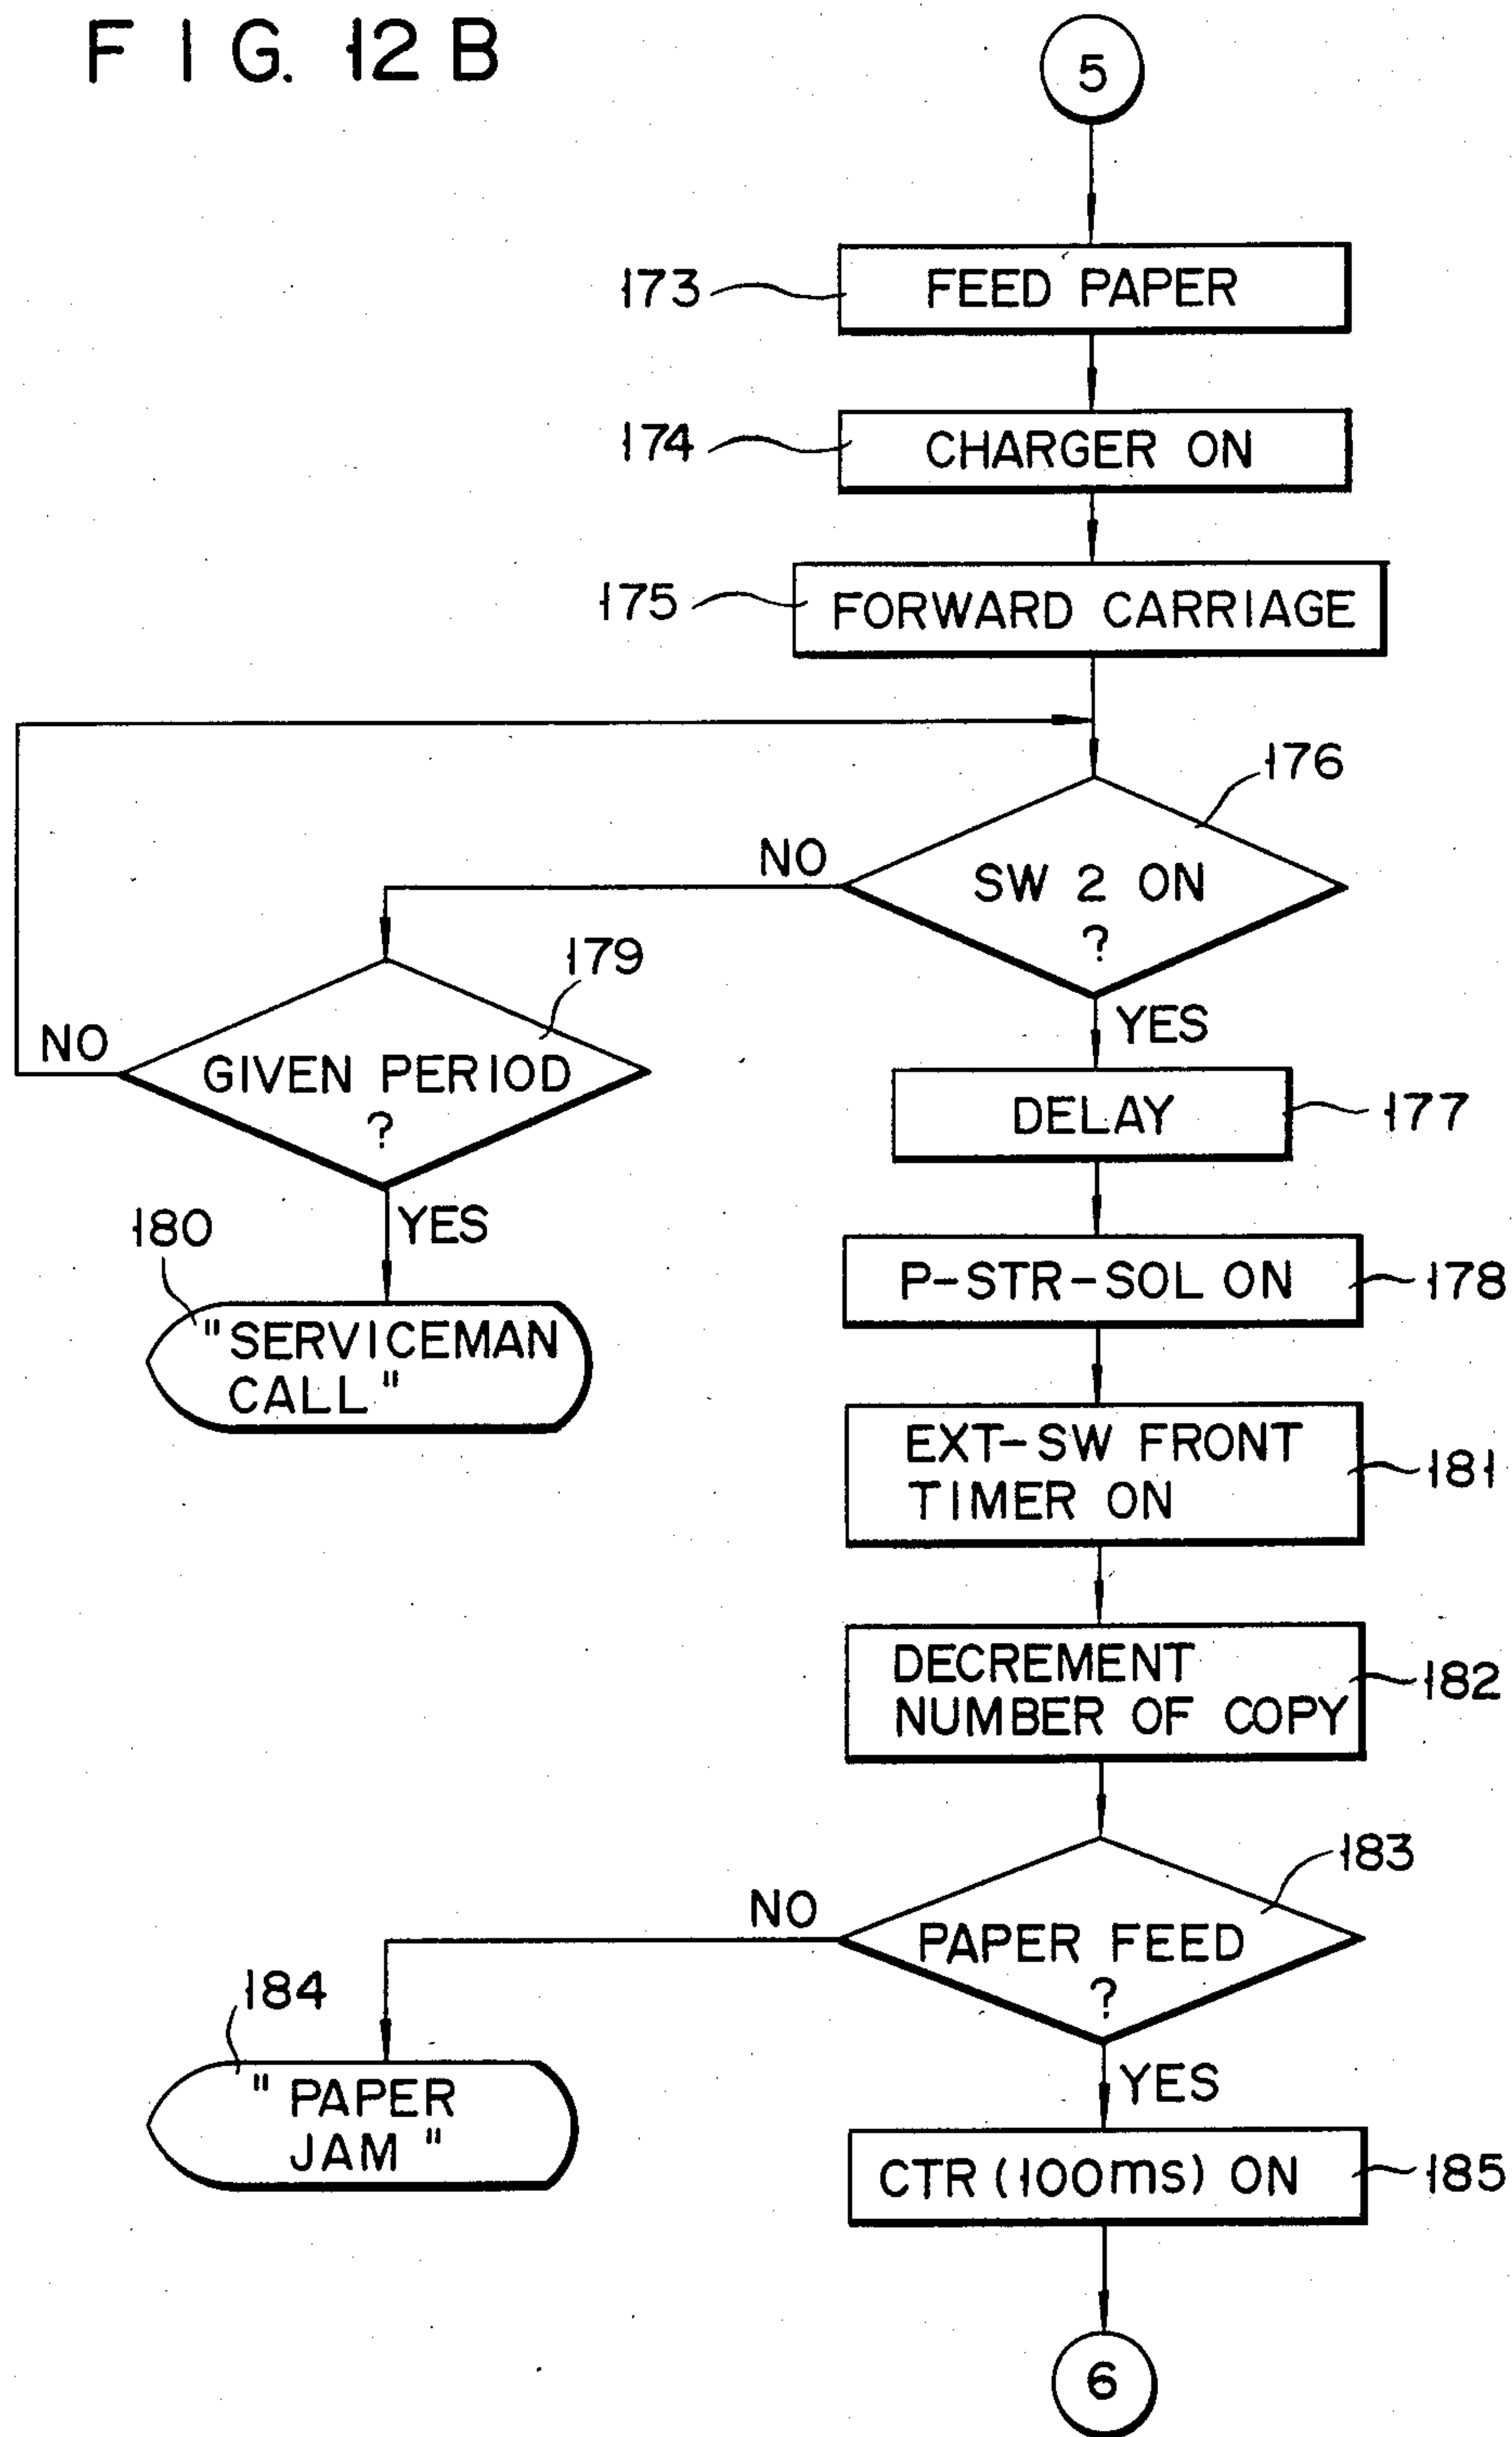 FIG. 12B
5
173
FEED PAPER
174
CHARGER ON
175
FORWARD CARRIAGE
176
NO
SW 2 ON
?
179
YES
NO
GIVEN PERIOD
?
DELAY
177
180
YES
P-STR-SOL ON
178
"SERVICEMAN
CALL"
EXT-SW FRONT
TIMER ON
181
DECREMENT
NUMBER OF COPY
182
183
NO
PAPER FEED
?
184
YES
"PAPER
JAM"
CTR (100ms) ON
185
6